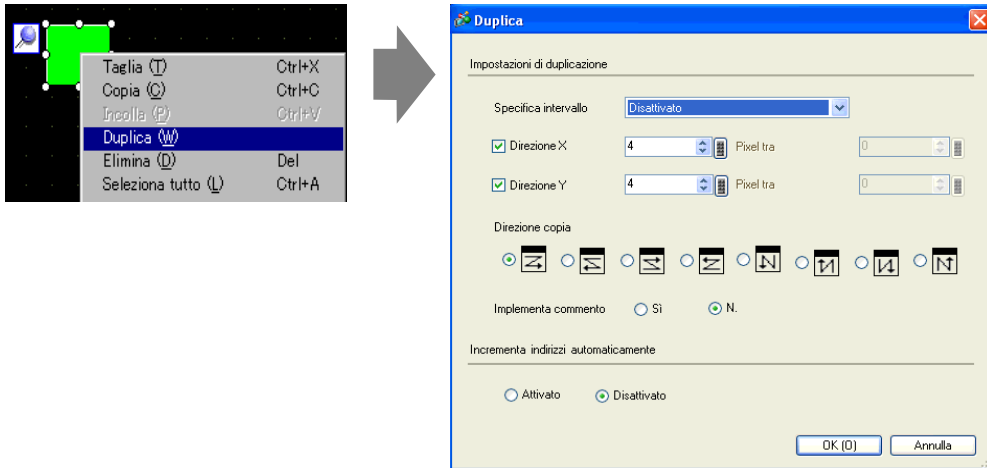 Taglia (T) Ctrl+X
Copia (C) Ctrl+C
Incolla (P) Ctrl+V
Duplica (W)
Elimina (D) Del
Seleziona tutto (L) Ctrl+A
Duplica
Impostazioni di duplicazione
Specifica intervallo Disattivato
Direzione X 4 Pixel tra 0
Direzione Y 4 Pixel tra 0
Direzione copia
Implementa commento Sì N.
Incrementa indirizzi automaticamente
Attivato Disattivato
OK (O) Annulla